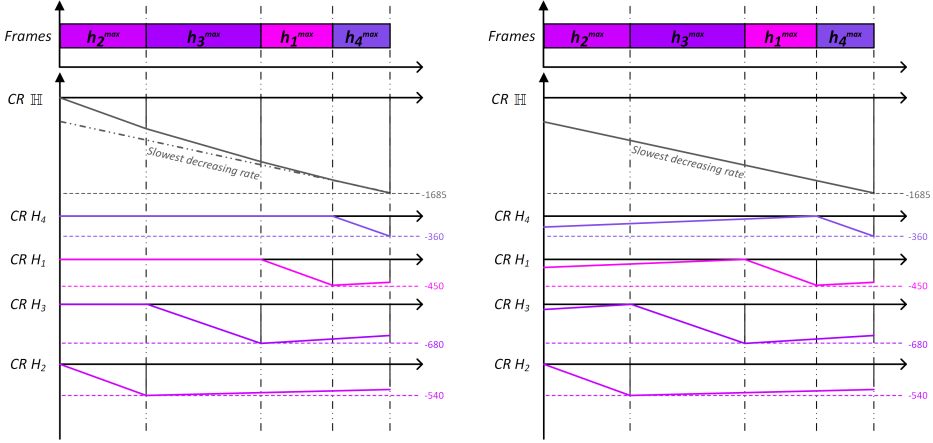 Frames h₂ᵐᵃˣ h₃ᵐᵃˣ h₁ᵐᵃˣ h₄ᵐᵃˣ
CR ℍ
Slowest decreasing rate
-1685
CR H₄
-360
CR H₁
-450
CR H₃
-680
CR H₂
-540
Frames h₂ᵐᵃˣ h₃ᵐᵃˣ h₁ᵐᵃˣ h₄ᵐᵃˣ
CR ℍ
Slowest decreasing rate
-1685
CR H₄
-360
CR H₁
-450
CR H₃
-680
CR H₂
-540